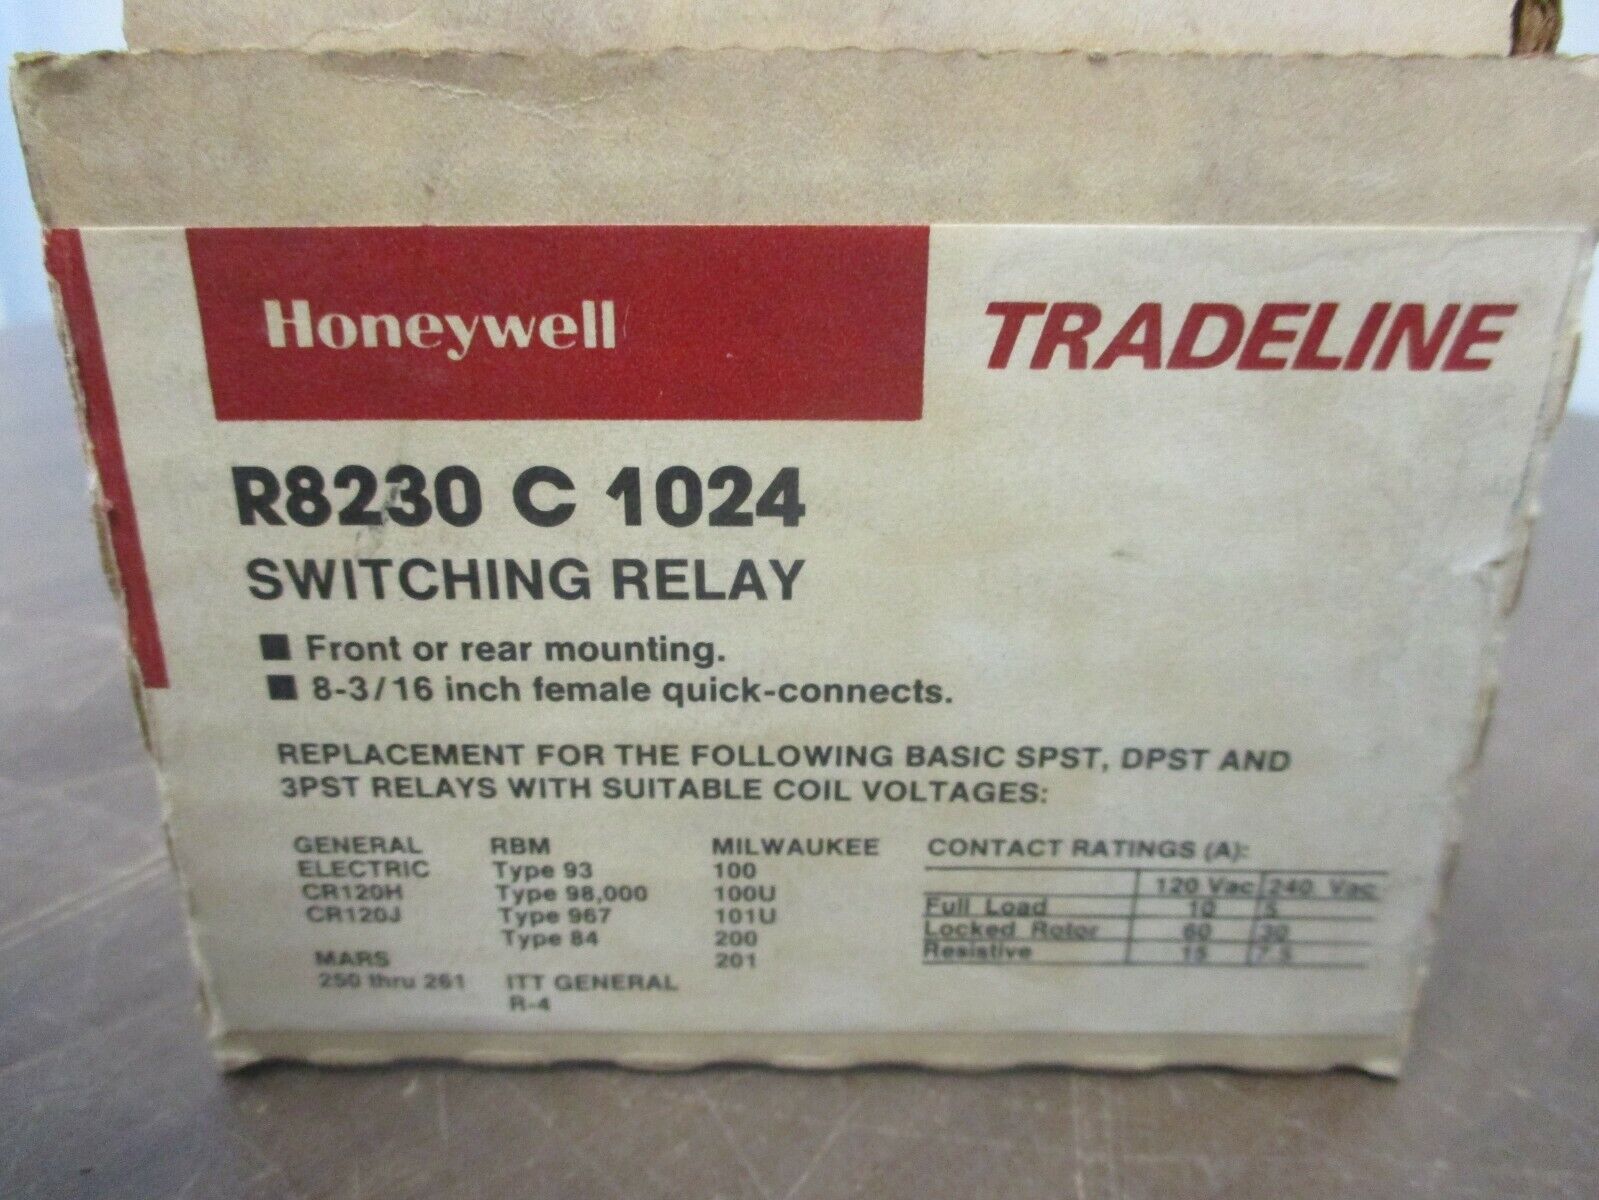 Honeywell
TRADELINE
R8230 C 1024
SWITCHING RELAY
■ Front or rear mounting.
■ 8-3/16 inch female quick-connects.
REPLACEMENT FOR THE FOLLOWING BASIC SPST, DPST AND
3PST RELAYS WITH SUITABLE COIL VOLTAGES:
GENERAL
ELECTRIC
CR120H
CR120J
MARS
250 thru 261
RBM
Type 93
Type 98,000
Type 967
Type 84
ITT GENERAL
R-4
MILWAUKEE
100
100U
101U
200
201
CONTACT RATINGS (A):
120 Vac 240 Vac
Full Load 10 5
Locked Rotor 60 30
Resistive 15 7.5